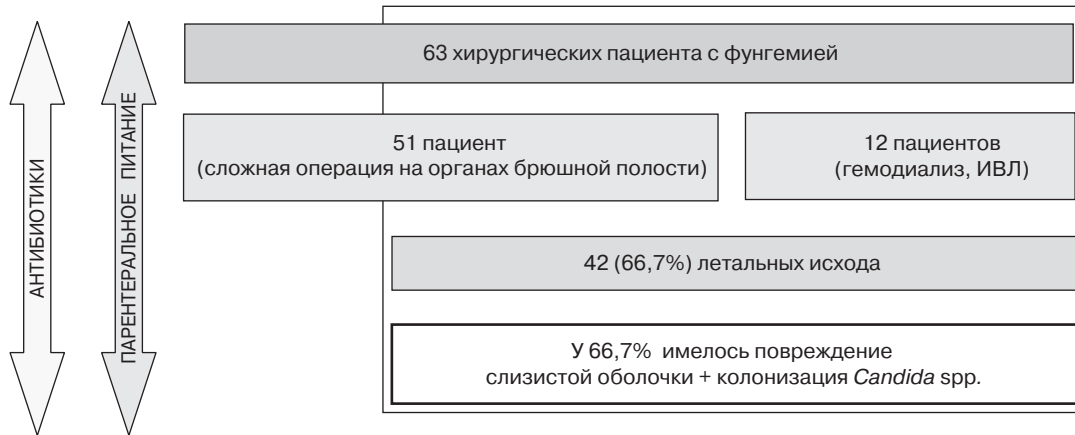 АНТИБИОТИКИ
ПАРЕНТЕРАЛЬНОЕ ПИТАНИЕ
63 хирургических пациента с фунгемией
51 пациент
(сложная операция на органах брюшной полости)
12 пациентов
(гемодиализ, ИВЛ)
42 (66,7%) летальных исхода
У 66,7% имелось повреждение
слизистой оболочки + колонизация Candida spp.